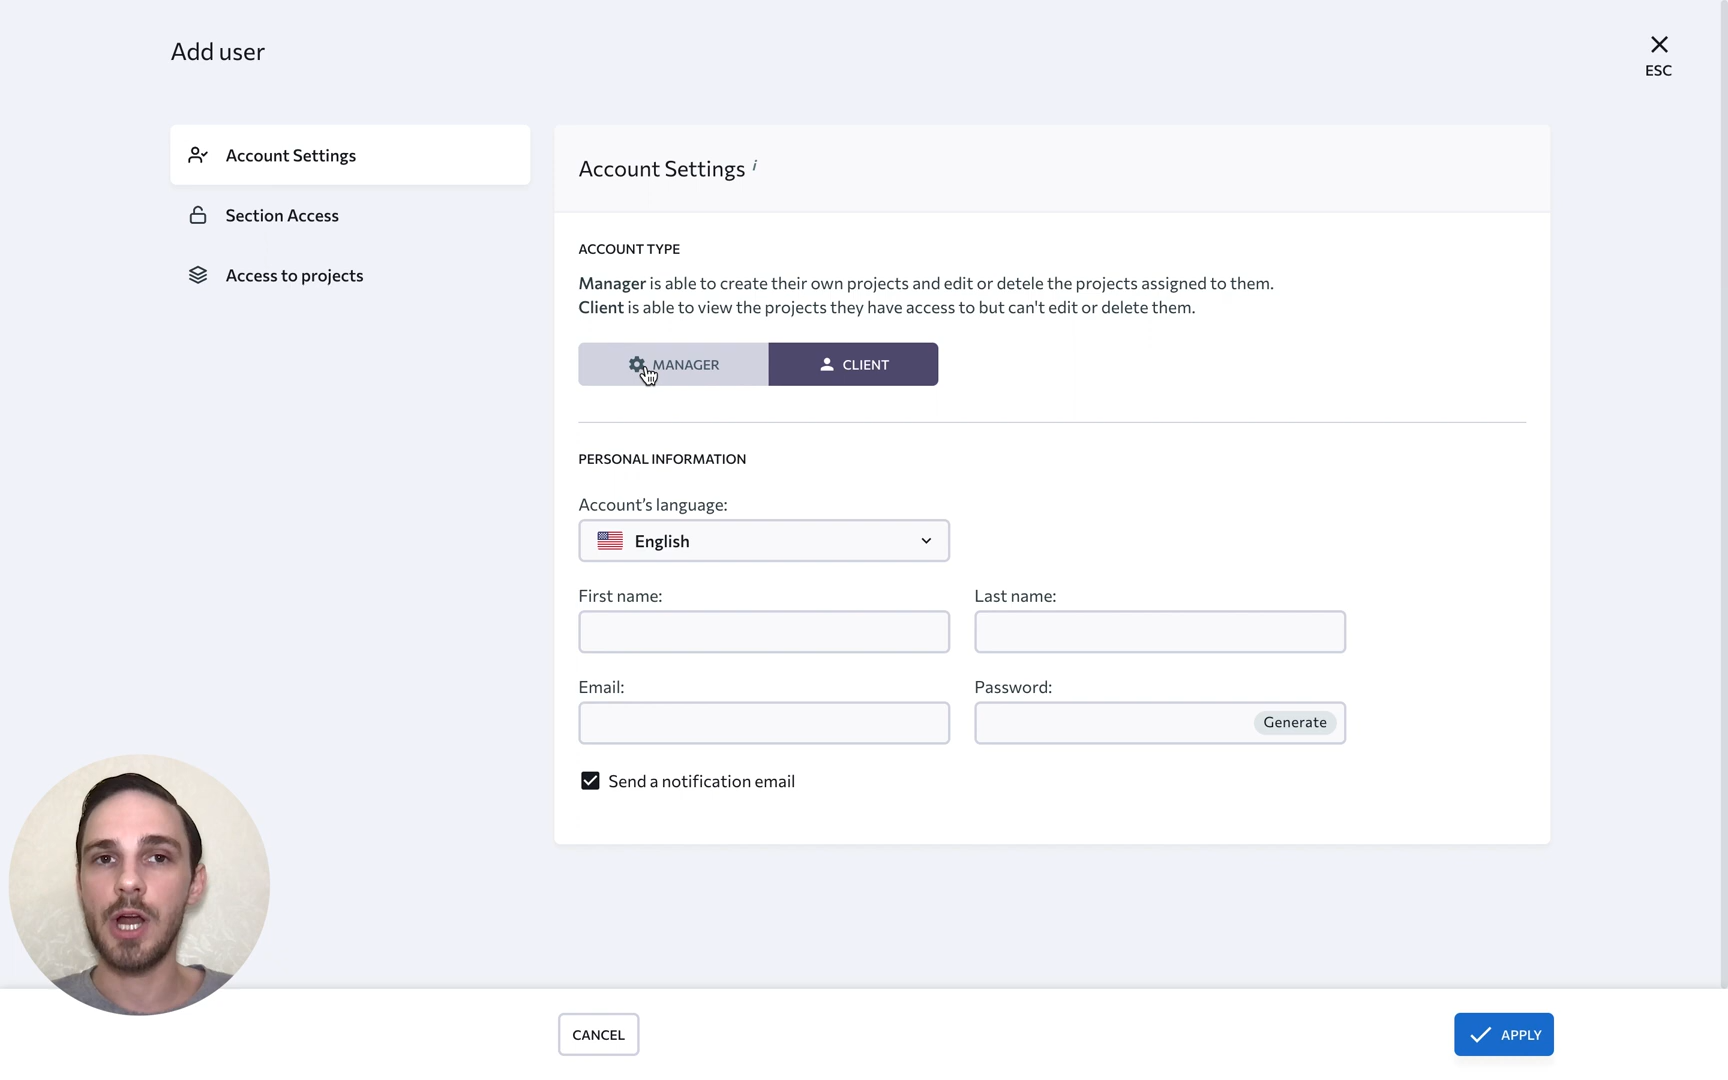 Add user
ESC
Account Settings
Section Access
Access to projects
Account Settings i
ACCOUNT TYPE
Manager is able to create their own projects and edit or detele the projects assigned to them.
Client is able to view the projects they have access to but can't edit or delete them.
MANAGER
CLIENT
PERSONAL INFORMATION
Account’s language:
English
First name:
Last name:
Email:
Password:
Generate
Send a notification email
CANCEL
APPLY